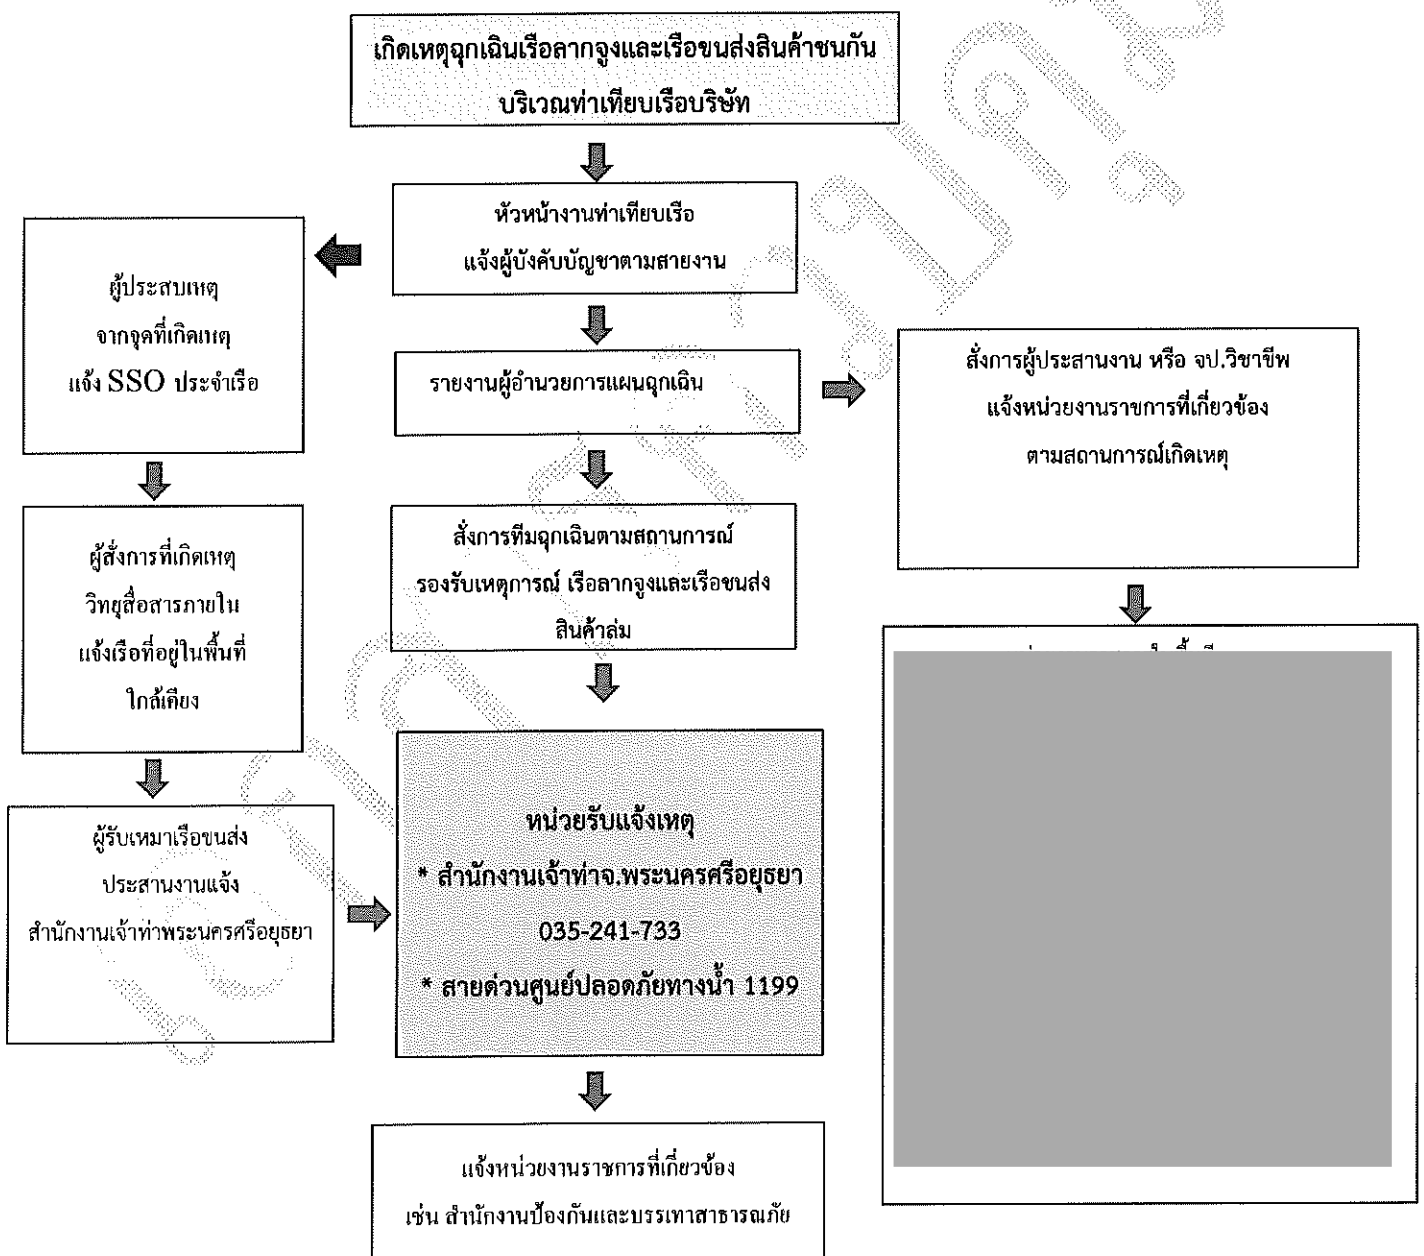 เกิดเหตุฉุกเฉินเรือลากจูงและเรือขนส่งสินค้าชนกัน
บริเวณท่าเทียบเรือบริษัท
หัวหน้างานท่าเทียบเรือ
แจ้งผู้บังคับบัญชาตามสายงาน
ผู้ประสบเหตุ
จากจุดที่เกิดเหตุ
แจ้ง SSO ประจำเรือ
รายงานผู้อำนวยการแผนฉุกเฉิน
สั่งการผู้ประสานงาน หรือ จป.วิชาชีพ
แจ้งหน่วยงานราชการที่เกี่ยวข้อง
ตามสถานการณ์เกิดเหตุ
ผู้สั่งการที่เกิดเหตุ
วิทยุสื่อสารภายใน
แจ้งเรือที่อยู่ในพื้นที่
ใกล้เคียง
สั่งการทีมฉุกเฉินตามสถานการณ์
รองรับเหตุการณ์ เรือลากจูงและเรือขนส่ง
สินค้าล่ม
ผู้รับเหมาเรือขนส่ง
ประสานงานแจ้ง
สำนักงานเจ้าท่าพระนครศรีอยุธยา
หน่วยรับแจ้งเหตุ
* สำนักงานเจ้าท่าจ.พระนครศรีอยุธยา
035-241-733
* สายด่วนศูนย์ปลอดภัยทางน้ำ 1199
แจ้งหน่วยงานราชการที่เกี่ยวข้อง
เช่น สำนักงานป้องกันและบรรเทาสาธารณภัย